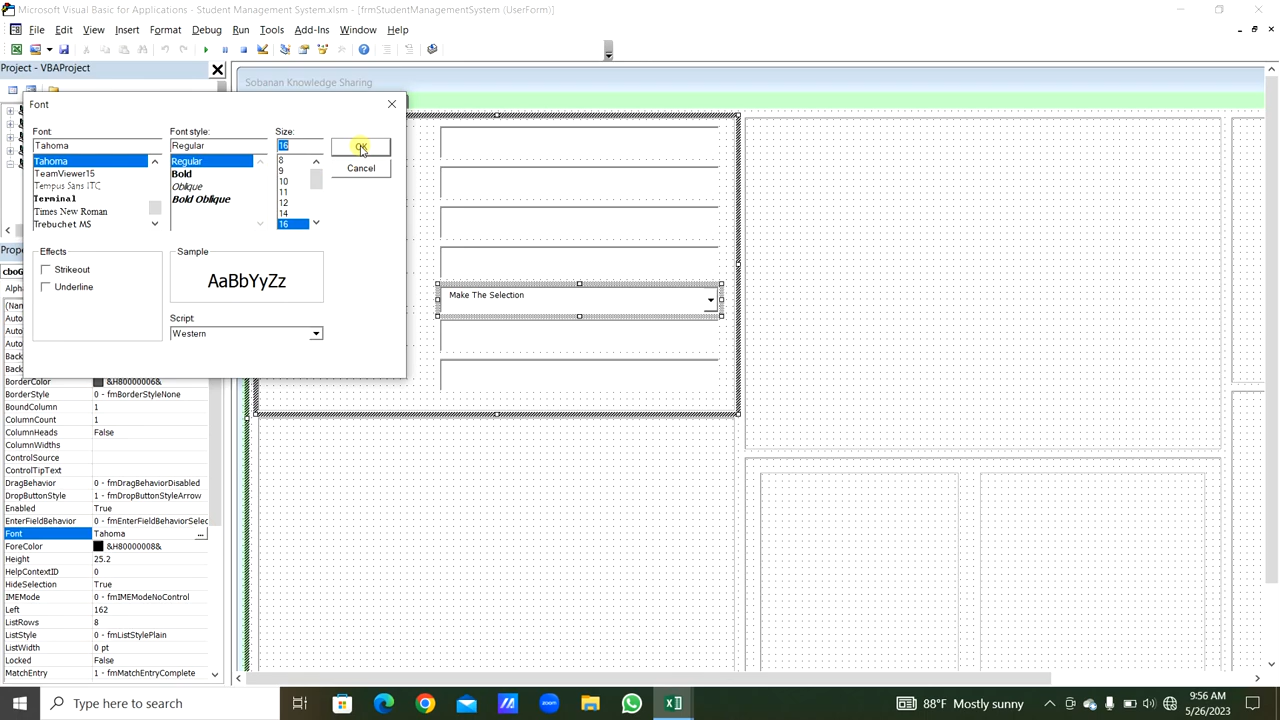 Microsoft Visual Basic for Applications - Student Management System.xlsm - [frmStudentManagementSystem (UserForm)]
File Edit View Insert Format Debug Run Tools Add-Ins Window Help
Project - VBAProject
Sobanan Knowledge Sharing
Font
Font: Font style: Size:
Tahoma Regular 16 OK
Tahoma Regular 8
TeamViewer15 Bold 9 Cancel
Tempus Sans ITC Oblique 10
Terminal Bold Oblique 11
Times New Roman 12
Trebuchet MS 14
16
Effects Sample
Strikeout AaBbYyZz
Underline
Script:
Western
Make The Selection
BorderColor &H80000006&
BorderStyle 0 - fmBorderStyleNone
BoundColumn 1
ColumnCount 1
ColumnHeads False
ColumnWidths
ControlSource
ControlTipText
DragBehavior 0 - fmDragBehaviorDisabled
DropButtonStyle 1 - fmDropButtonStyleArrow
Enabled True
EnterFieldBehavior 0 - fmEnterFieldBehaviorSelec
Font Tahoma ...
ForeColor &H80000008&
Height 25.2
HelpContextID 0
HideSelection True
IMEMode 0 - fmIMEModeNoControl
Left 162
ListRows 8
ListStyle 0 - fmListStylePlain
ListWidth 0 pt
Locked False
MatchEntry 1 - fmMatchEntryComplete
Type here to search
zoom
88°F Mostly sunny
9:56 AM
5/26/2023